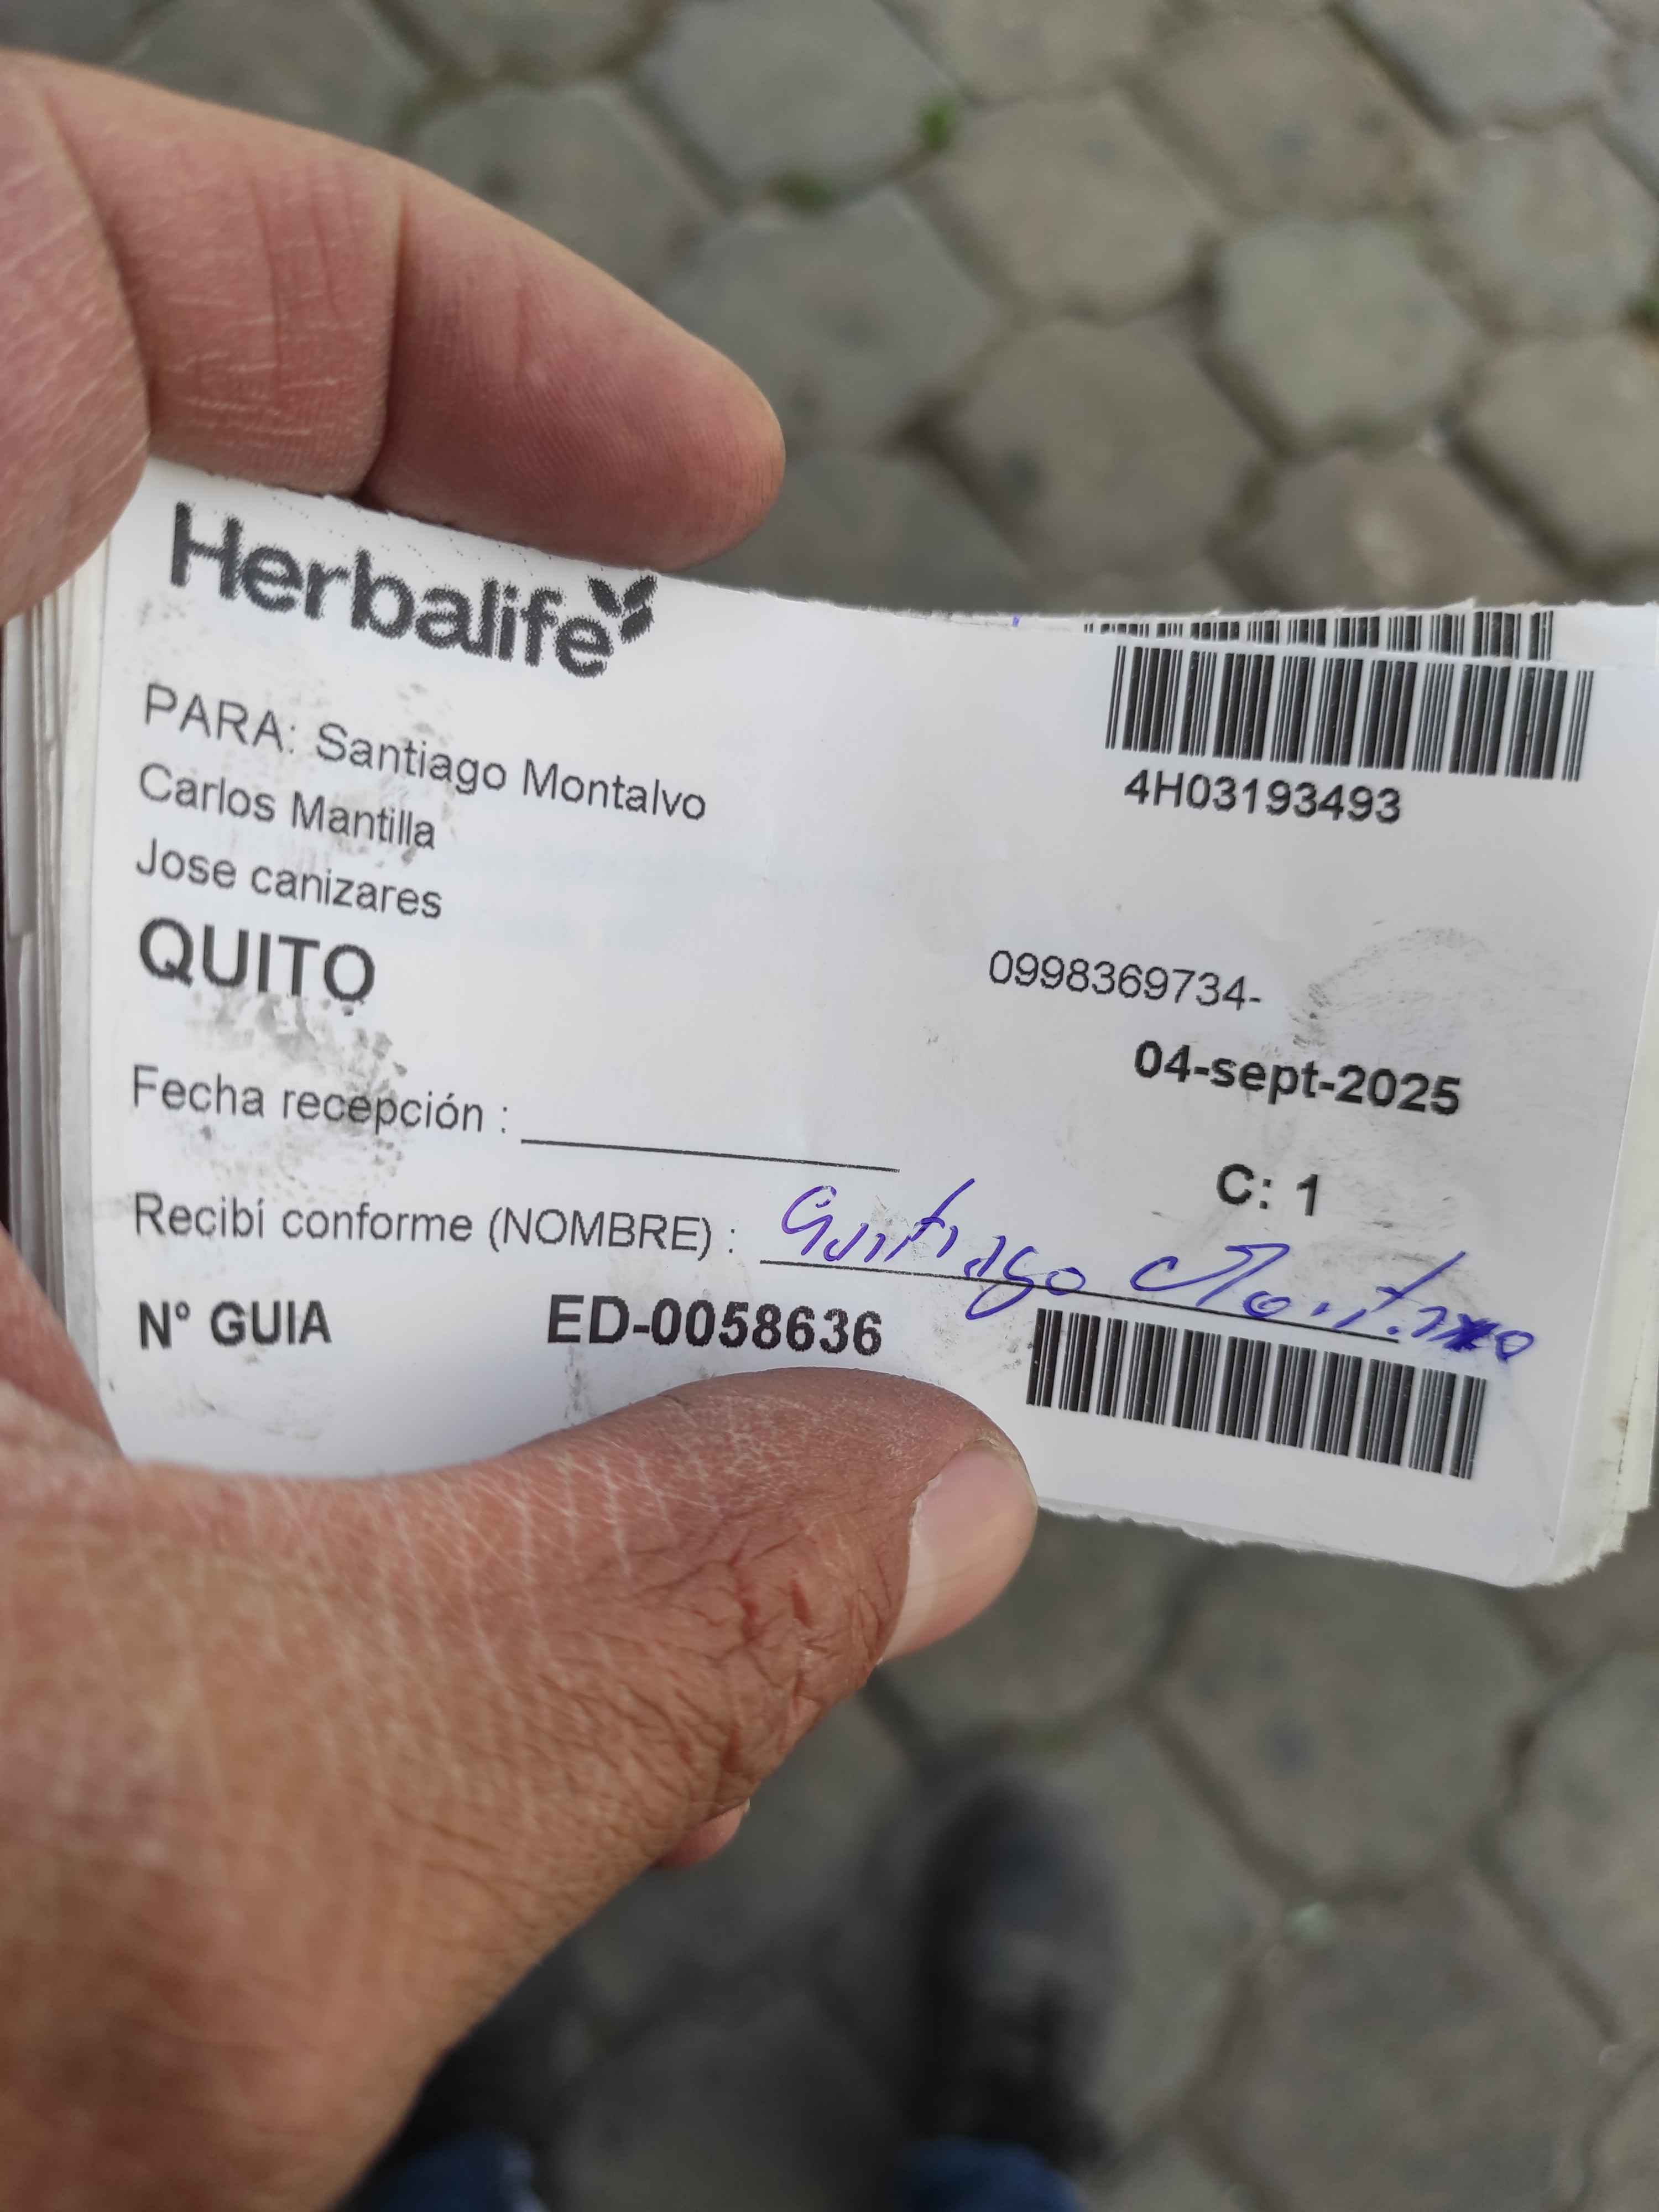 Herbalife
4H03193493
PARA: Santiago Montalvo
Carlos Mantilla
Jose canizares
QUITO
0998369734-
04-sept-2025
Fecha recepción :
C: 1
Recibí conforme (NOMBRE) : Santiago
N° GUIA ED-0058636